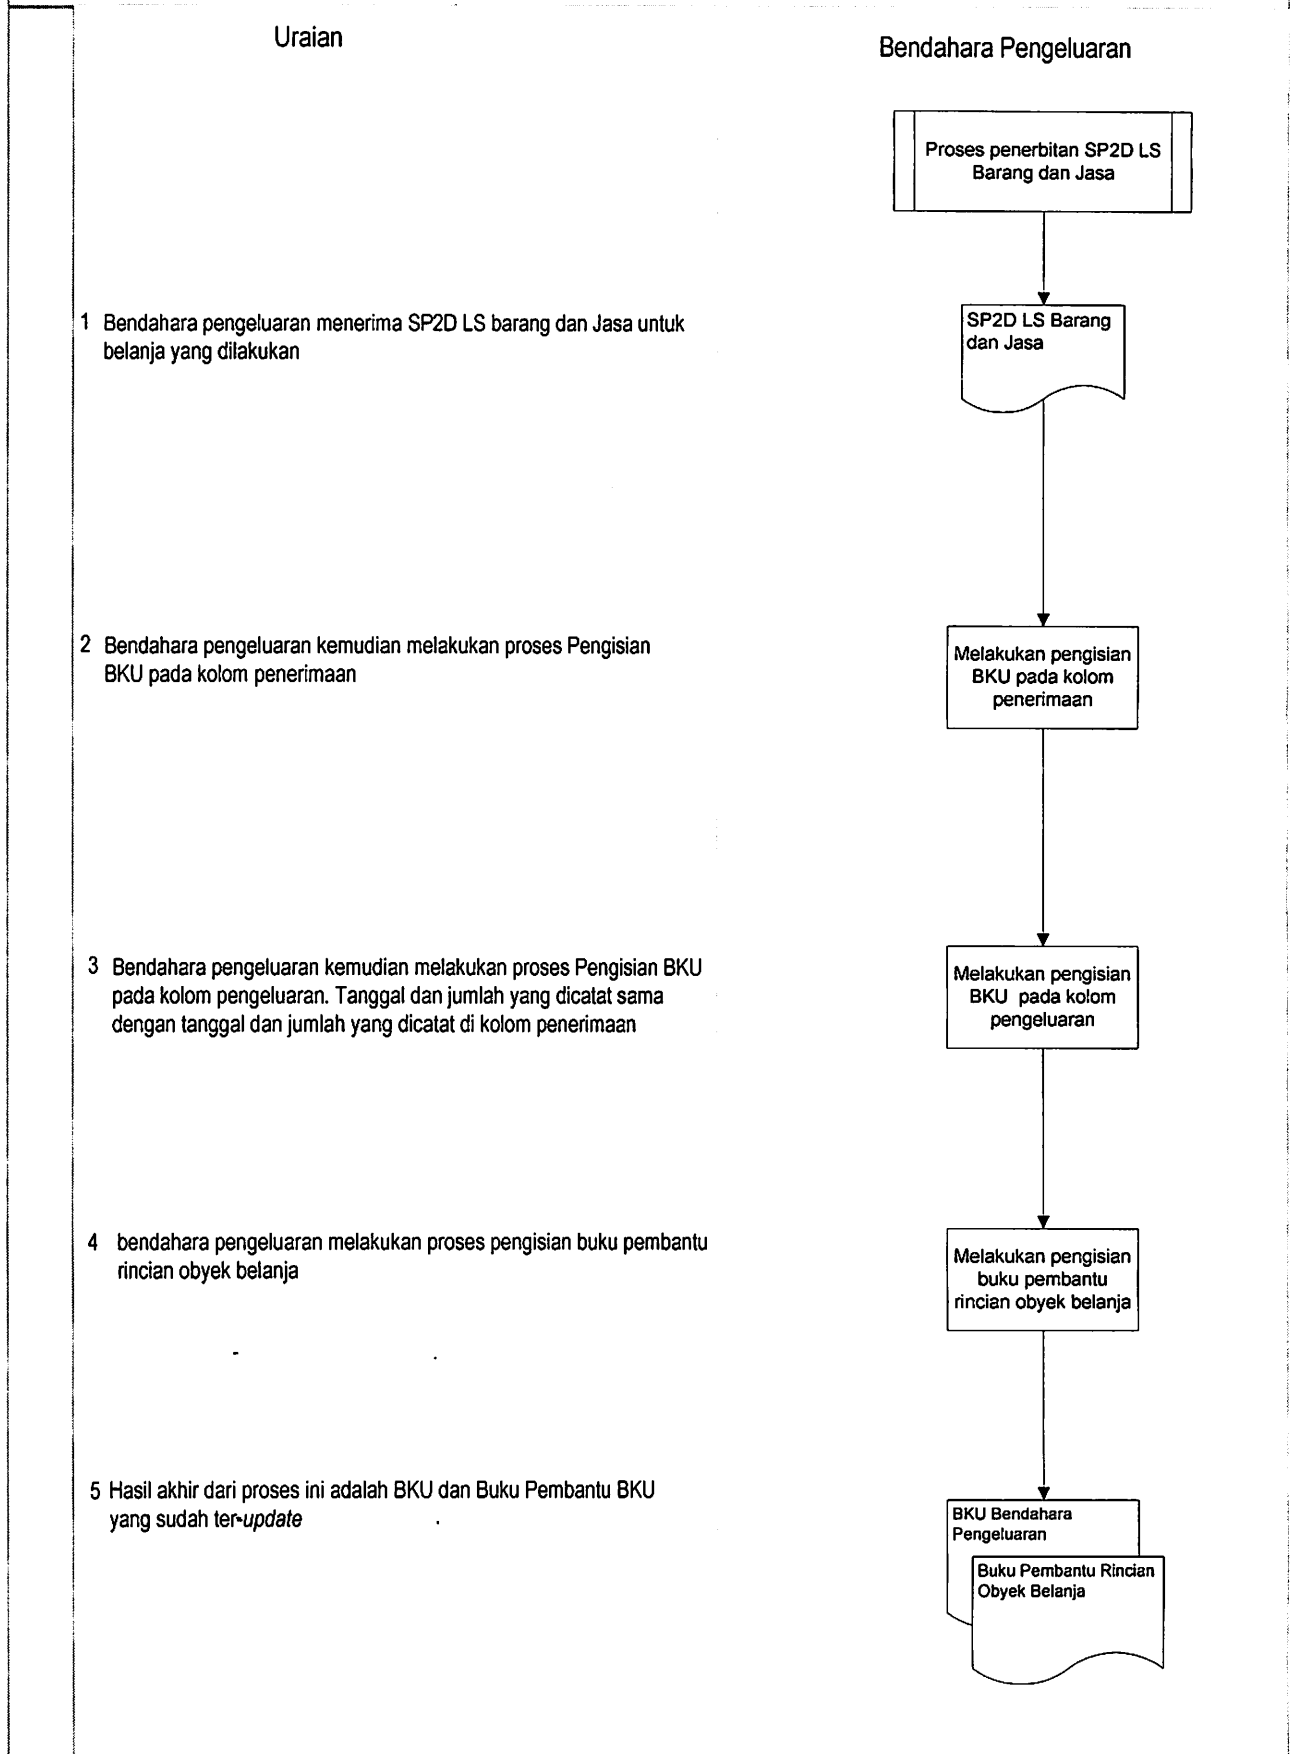 Uraian
Bendahara Pengeluaran
Proses penerbitan SP2D LS
Barang dan Jasa
1 Bendahara pengeluaran menerima SP2D LS barang dan Jasa untuk
belanja yang dilakukan
SP2D LS Barang
dan Jasa
2 Bendahara pengeluaran kemudian melakukan proses Pengisian
BKU pada kolom penerimaan
Melakukan pengisian
BKU pada kolom
penerimaan
3 Bendahara pengeluaran kemudian melakukan proses Pengisian BKU
pada kolom pengeluaran. Tanggal dan jumlah yang dicatat sama
dengan tanggal dan jumlah yang dicatat di kolom penerimaan
Melakukan pengisian
BKU pada kolom
pengeluaran
4 bendahara pengeluaran melakukan proses pengisian buku pembantu
rincian obyek belanja
Melakukan pengisian
buku pembantu
rincian obyek belanja
5 Hasil akhir dari proses ini adalah BKU dan Buku Pembantu BKU
yang sudah ter-update
BKU Bendahara
Pengeluaran
Buku Pembantu Rincian
Obyek Belanja